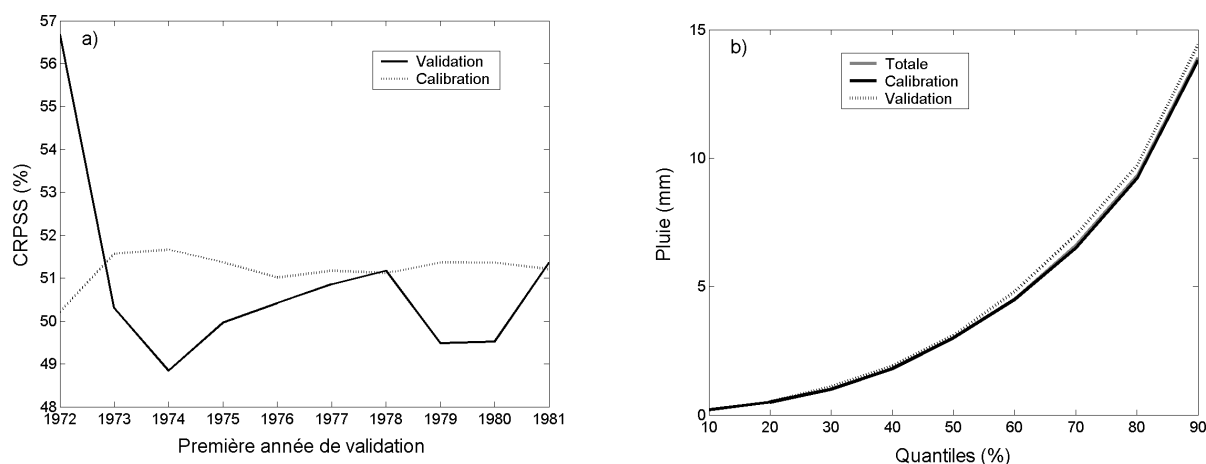 a)
57
56
55
54
53
52
51
50
49
48
CRPSS (%)
Validation
Calibration
1972 1973 1974 1975 1976 1977 1978 1979 1980 1981
Première année de validation
b)
15
10
5
0
Pluie (mm)
Totale
Calibration
Validation
10 20 30 40 50 60 70 80 90
Quantiles (%)